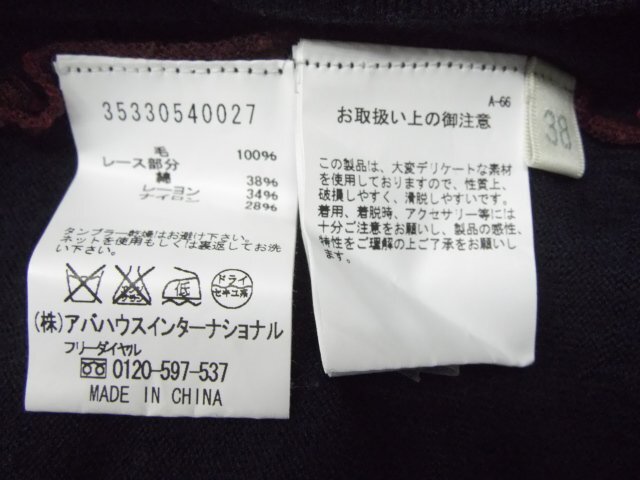 35330540027
毛 100%
レース部分
綿 38%
レーヨン 34%
ナイロン 28%
タンブラー乾燥はお避け下さい。
ネットを使用もしくは裏返してお洗
い下さい。
低 ドライ
セキユ系
(株)アバハウスインターナショナル
フリーダイヤル
0120-597-537
MADE IN CHINA
A-66
お取扱い上の御注意
この製品は、大変デリケートな素材
を使用しておりますので、性質上、
破損しやすく、滑脱しやすいです。
着用、着脱時、アクセサリー等には
十分ご注意をお願いし、製品の感性、
特性をご理解の上ご了承をお願いし
ます。
38